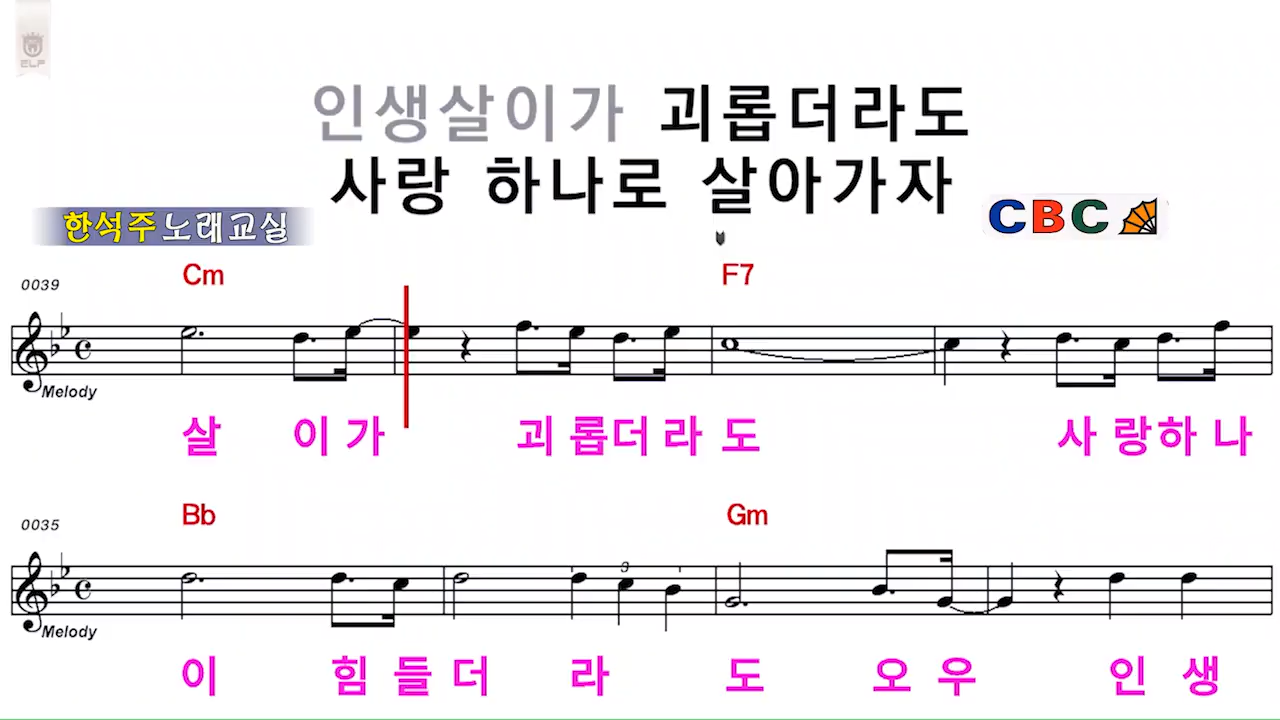 ELF
인생살이가 괴롭더라도
사랑 하나로 살아가자
한석주노래교실
CBC
0039
Cm F7
Melody
살 이 가 괴 롭 더 라 도 사 랑 하 나
0035
Bb Gm
3
Melody
이 힘 들 더 라 도 오 우 인 생